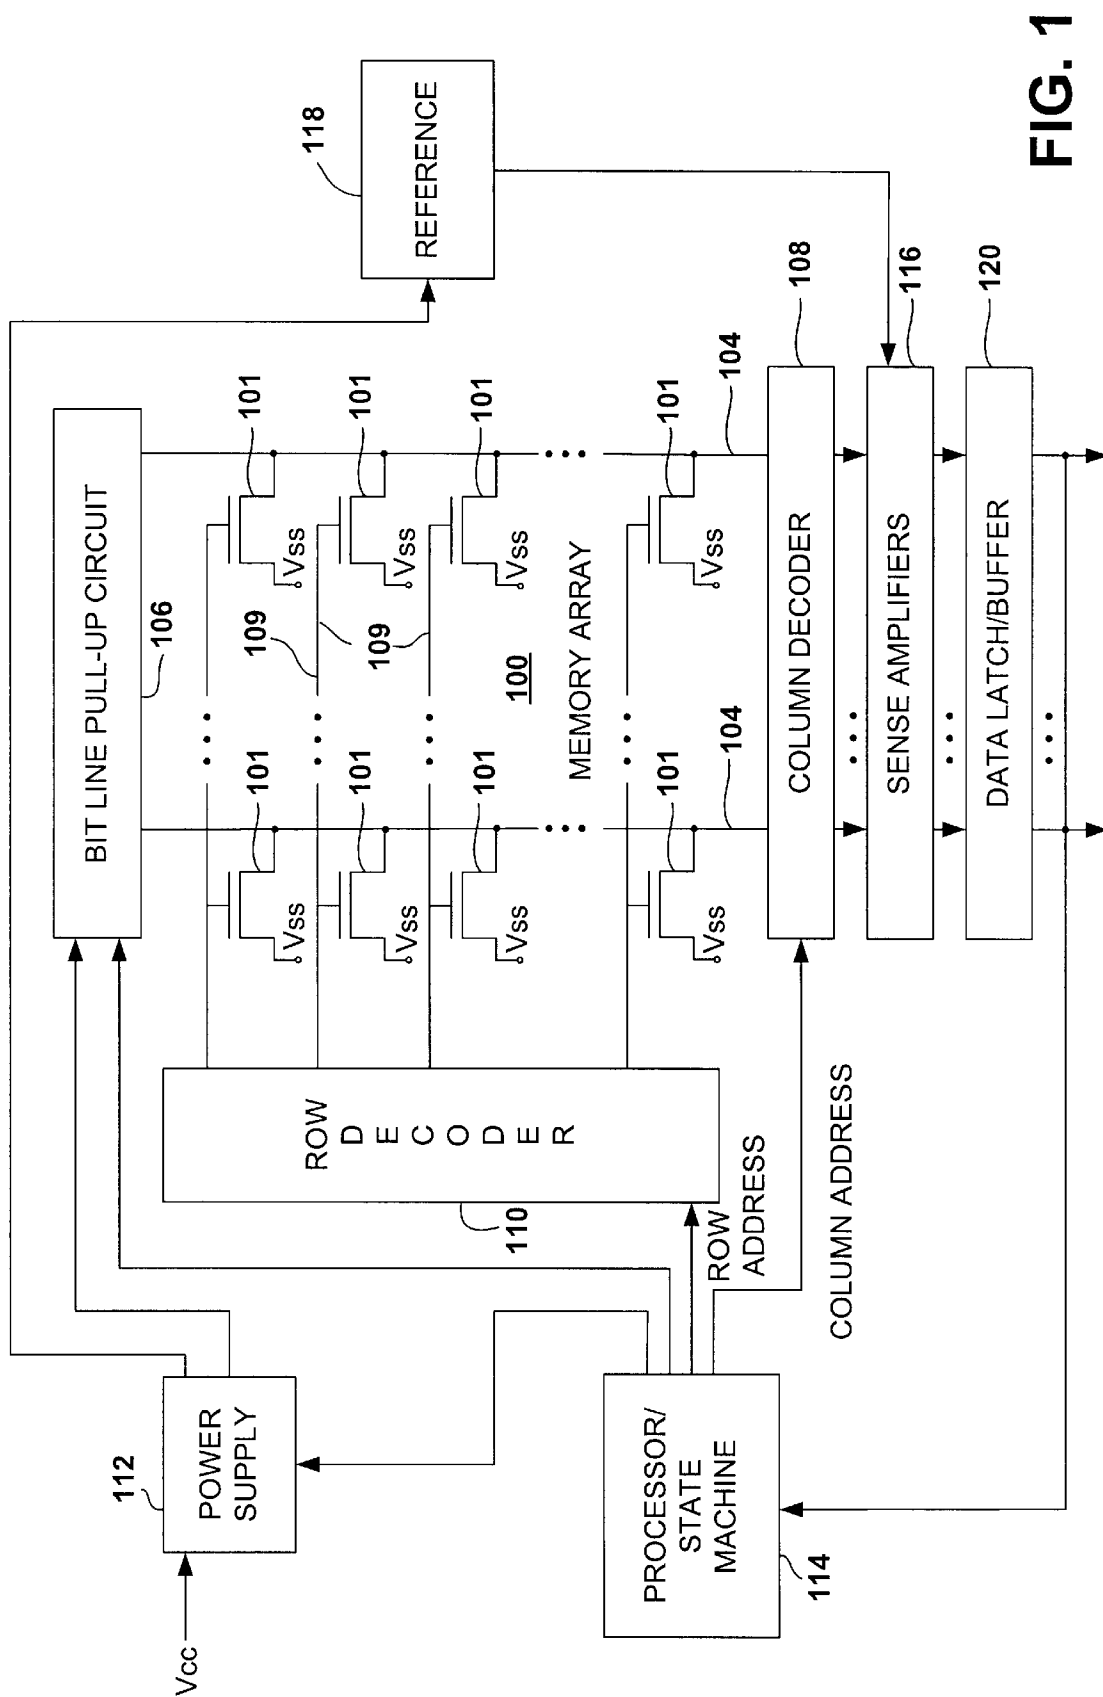 BIT LINE PULL-UP CIRCUIT
106
118
REFERENCE
101
101
101
101
101
101
101
101
Vss
Vss
Vss
Vss
Vss
Vss
Vss
Vss
109
109
100
MEMORY ARRAY
104
104
ROW
DECODER
110
112
POWER
SUPPLY
Vcc
PROCESSOR/
STATE
MACHINE
114
ROW
ADDRESS
COLUMN ADDRESS
COLUMN DECODER
108
SENSE AMPLIFIERS
116
DATA LATCH/BUFFER
120
FIG. 1